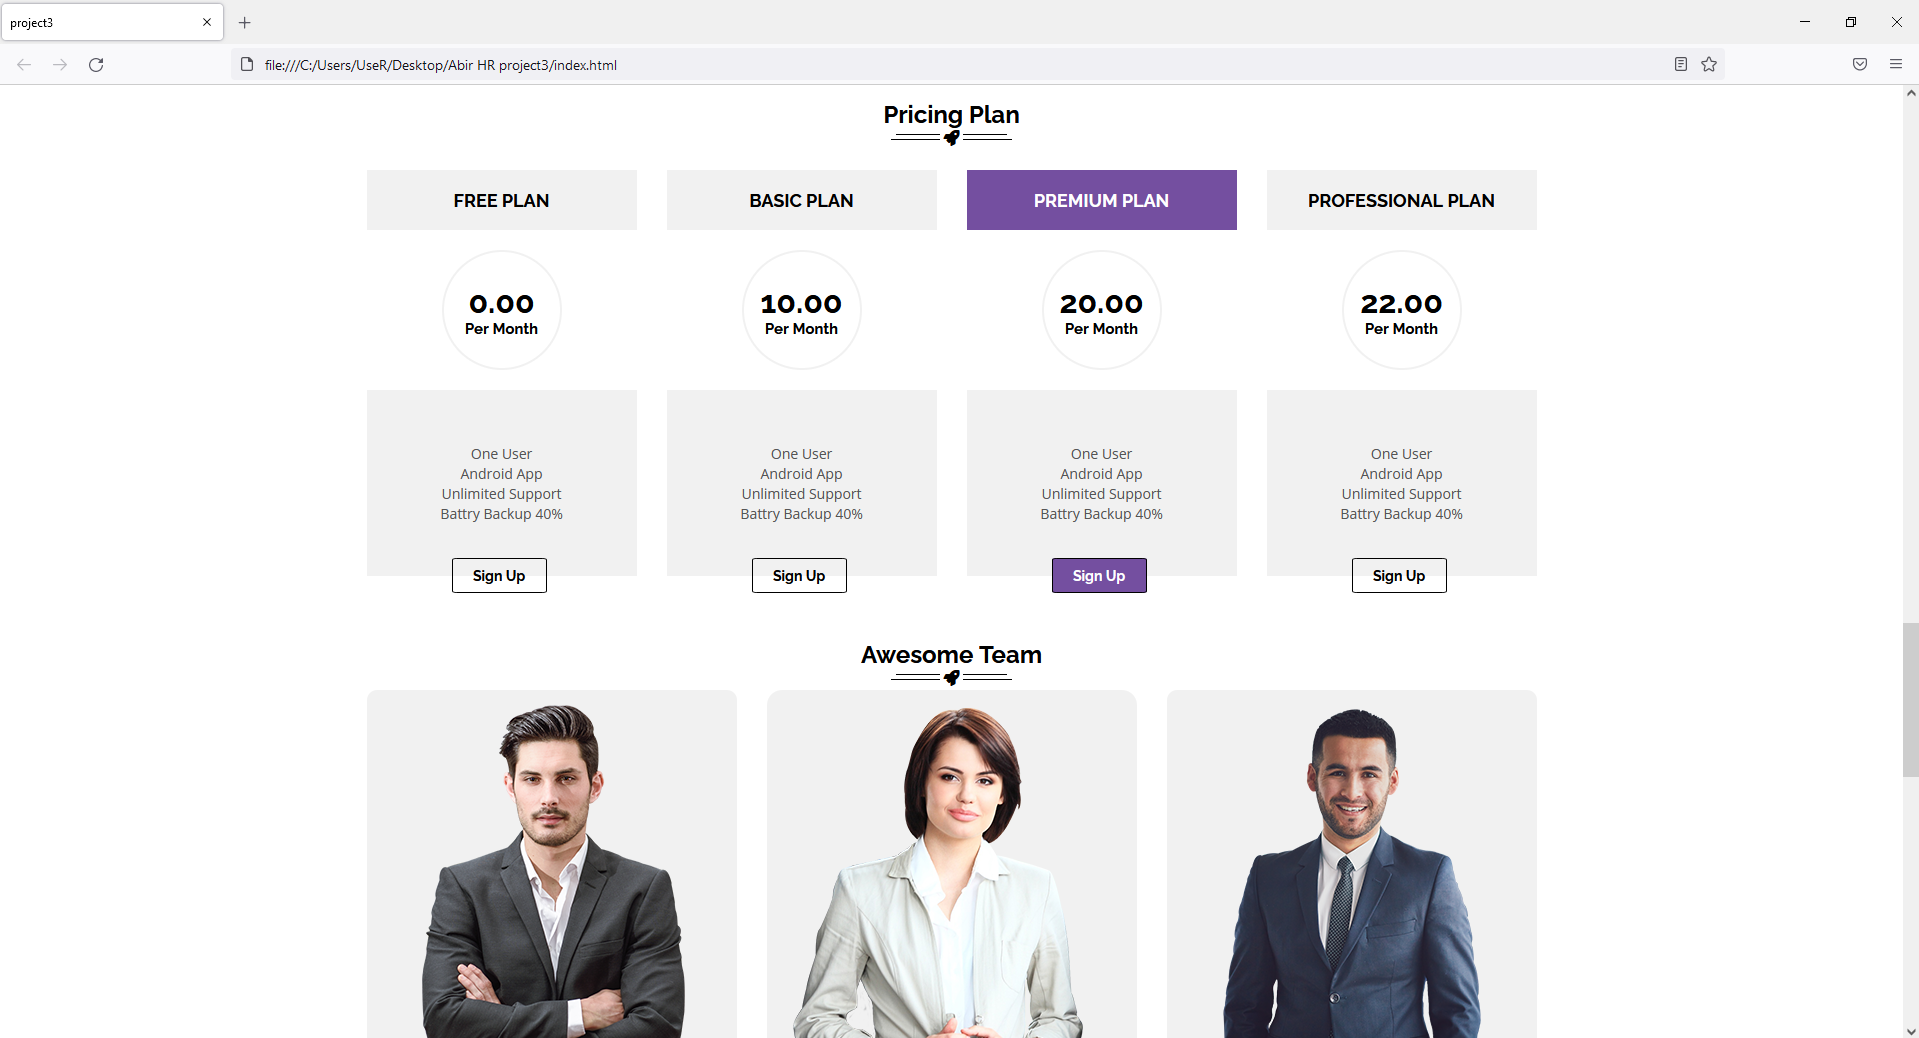 project3
file:///C:/Users/UseR/Desktop/Abir HR project3/index.html
Pricing Plan
FREE PLAN
0.00
Per Month
One User
Android App
Unlimited Support
Battry Backup 40%
Sign Up
BASIC PLAN
10.00
Per Month
One User
Android App
Unlimited Support
Battry Backup 40%
Sign Up
PREMIUM PLAN
20.00
Per Month
One User
Android App
Unlimited Support
Battry Backup 40%
Sign Up
PROFESSIONAL PLAN
22.00
Per Month
One User
Android App
Unlimited Support
Battry Backup 40%
Sign Up
Awesome Team